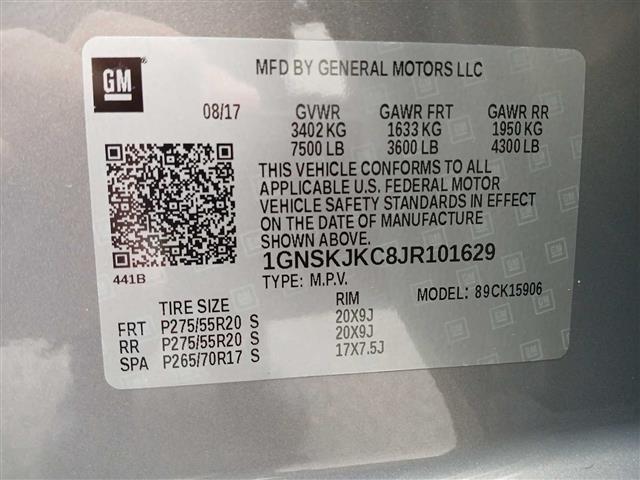 GM
MFD BY GENERAL MOTORS LLC
08/17 GVWR GAWR FRT GAWR RR
3402 KG 1633 KG 1950 KG
7500 LB 3600 LB 4300 LB
THIS VEHICLE CONFORMS TO ALL
APPLICABLE U.S. FEDERAL MOTOR
VEHICLE SAFETY STANDARDS IN EFFECT
ON THE DATE OF MANUFACTURE
SHOWN ABOVE.
1GNSKJKC8JR101629
441B
TYPE: M.P.V. MODEL: 89CK15906
TIRE SIZE RIM
FRT P275/55R20 S 20X9J
RR P275/55R20 S 20X9J
SPA P265/70R17 S 17X7.5J